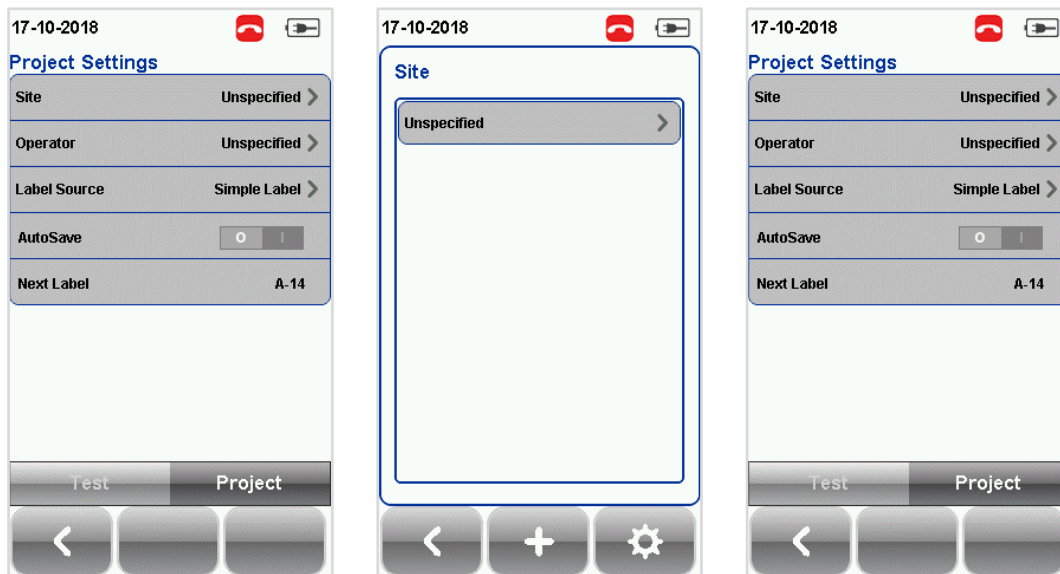 17-10-2018
Project Settings
Site Unspecified
Operator Unspecified
Label Source Simple Label
AutoSave O I
Next Label A-14
Test Project
17-10-2018
Site
Unspecified
17-10-2018
Project Settings
Site Unspecified
Operator Unspecified
Label Source Simple Label
AutoSave O I
Next Label A-14
Test Project